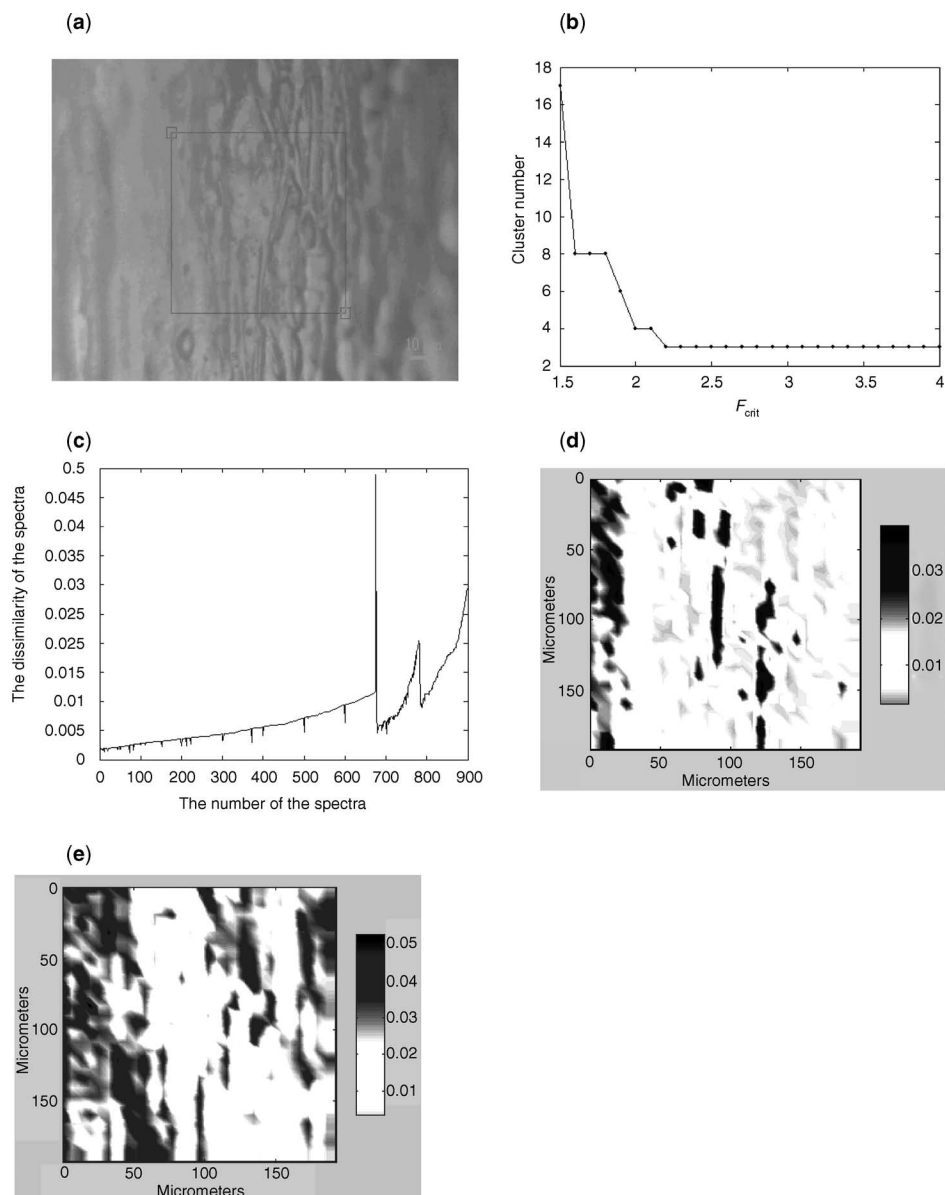 (a)
10
(b)
18
16
14
12
10
8
6
4
2
Cluster number
1.5 2 2.5 3 3.5 4
F crit
(c)
0.5
0.045
0.04
0.035
0.03
0.025
0.02
0.015
0.01
0.005
0
The dissimilarity of the spectra
0 100 200 300 400 500 600 700 800 900
The number of the spectra
(d)
0
50
100
150
Micrometers
0 50 100 150
Micrometers
0.03
0.02
0.01
(e)
0
50
100
150
Micrometers
0 50 100 150
Micrometers
0.05
0.04
0.03
0.02
0.01